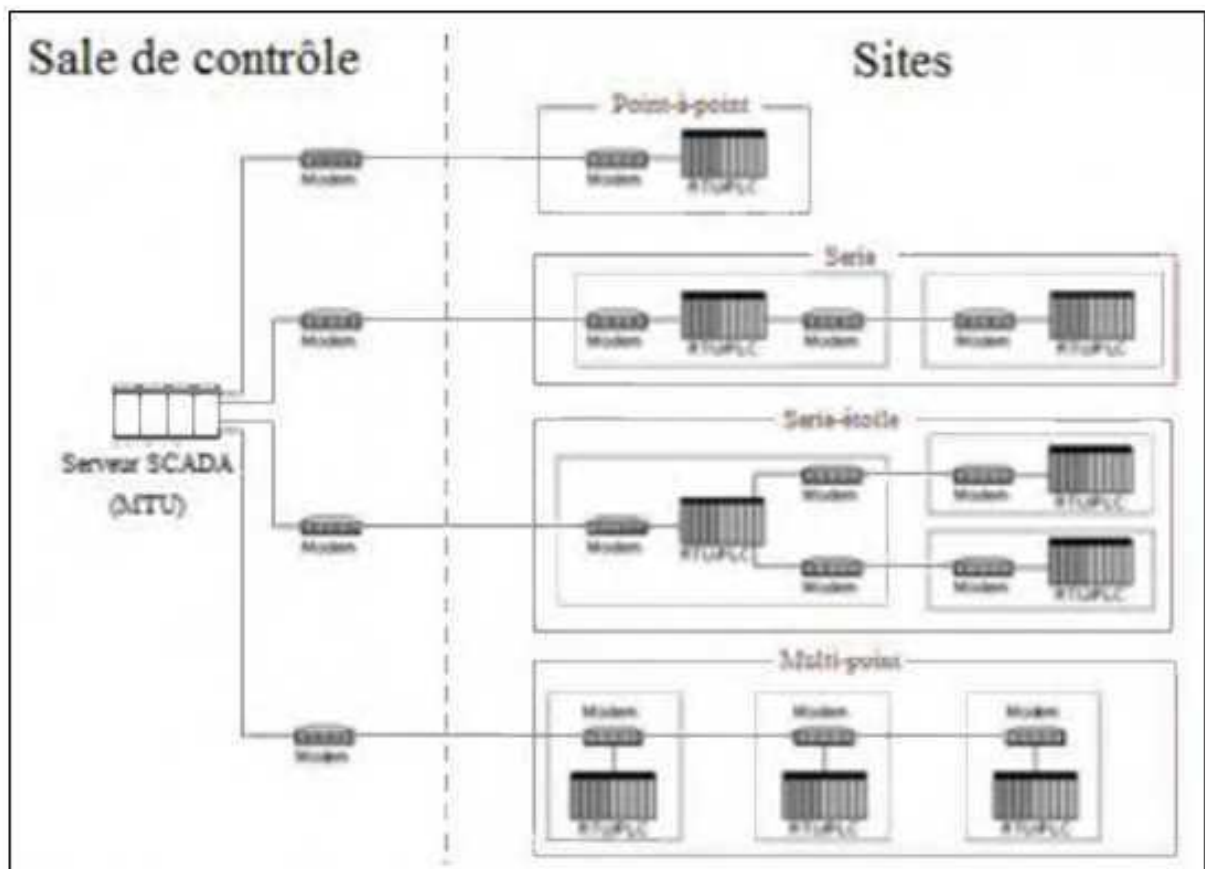 Sale de contrôle
Sites
Point-à-point
Modem
Modem
RTU/PLC
Seria
Modem
Modem
RTU/PLC
Modem
Modem
RTU/PLC
Serveur SCADA
(MTU)
Seria-étoile
Modem
Modem
RTU/PLC
Modem
Modem
RTU/PLC
Modem
Modem
RTU/PLC
Multi-point
Modem
Modem
Modem
Modem
RTU/PLC
RTU/PLC
RTU/PLC